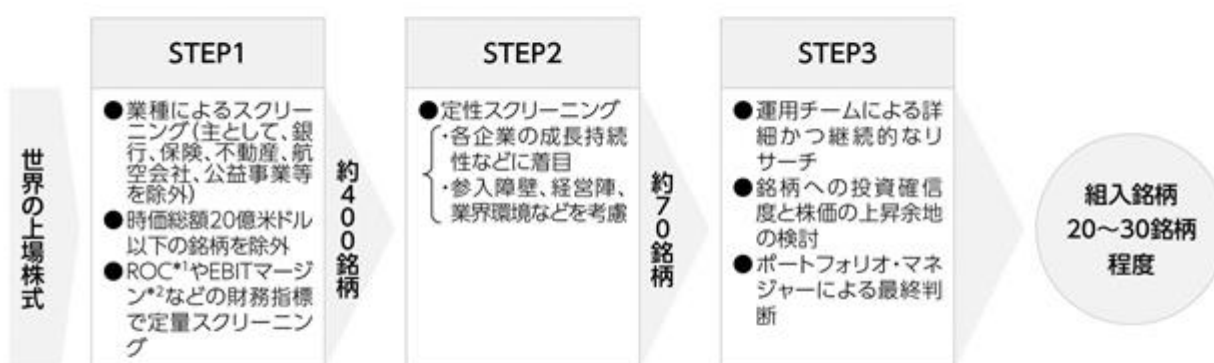 世界の上場株式
STEP1
●業種によるスクリー
ニング(主として、銀
行、保険、不動産、航
空会社、公益事業等
を除外)
●時価総額20億米ドル
以下の銘柄を除外
●ROC*1やEBITマージ
ン*2などの財務指標
で定量スクリーニン
グ
約400銘柄
STEP2
●定性スクリーニング
・各企業の成長持続
性などに着目
・参入障壁、経営陣、
業界環境などを考慮
約70銘柄
STEP3
●運用チームによる詳
細かつ継続的なリ
サーチ
●銘柄への投資確信
度と株価の上昇余地
の検討
●ポートフォリオ・マネ
ジャーによる最終判
断
組入銘柄
20～30銘柄
程度